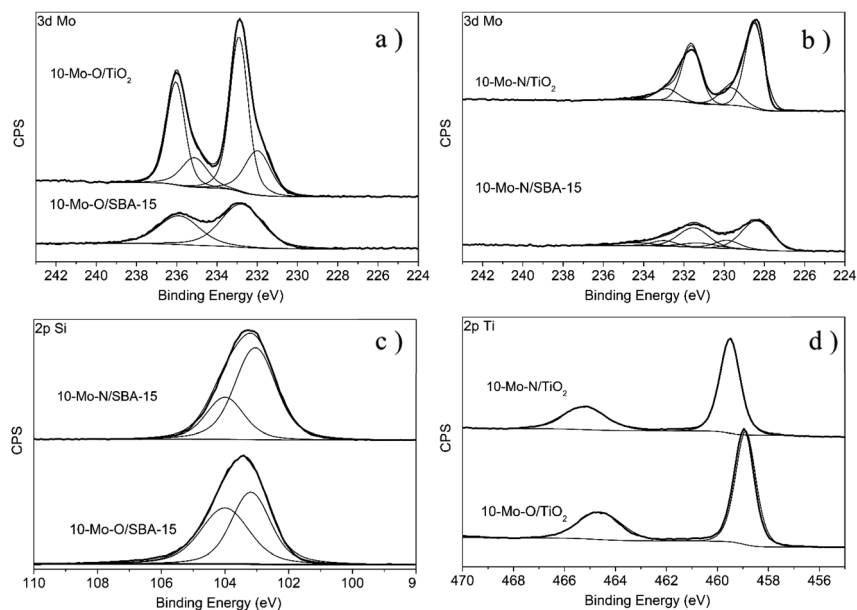 3d Mo
a )
10-Mo-O/TiO2
CPS
10-Mo-O/SBA-15
242 240 238 236 234 232 230 228 226 224
Binding Energy (eV)
3d Mo
b )
10-Mo-N/TiO2
CPS
10-Mo-N/SBA-15
242 240 238 236 234 232 230 228 226 224
Binding Energy (eV)
2p Si
c )
10-Mo-N/SBA-15
CPS
10-Mo-O/SBA-15
110 108 106 104 102 100 9
Binding Energy (eV)
2p Ti
d )
10-Mo-N/TiO2
CPS
10-Mo-O/TiO2
470 468 466 464 462 460 458 456
Binding Energy (eV)